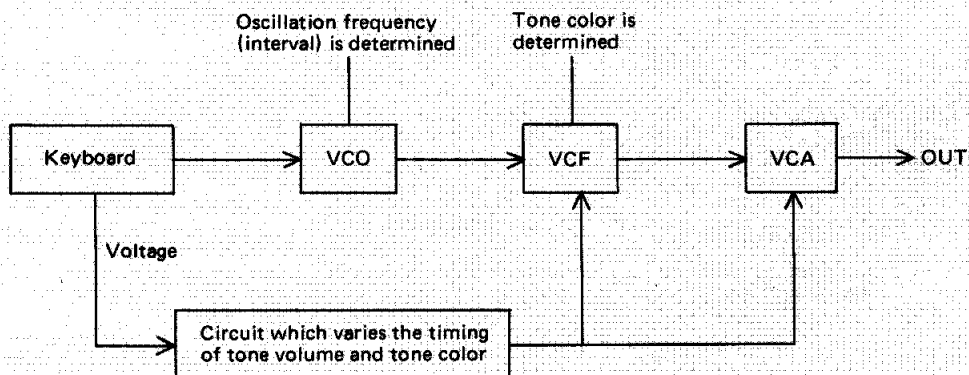 Oscillation frequency
(interval) is determined
Tone color is
determined
Keyboard
VCO
VCF
VCA
OUT
Voltage
Circuit which varies the timing
of tone volume and tone color